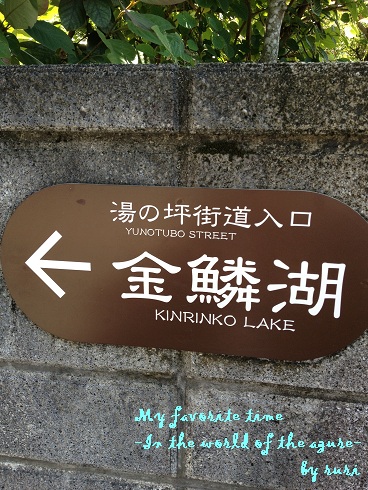 湯の坪街道入口
YUNOTUBO STREET
金鱗湖
KINRINKO LAKE
My favorite time
-In the world of the azure-
by ruri